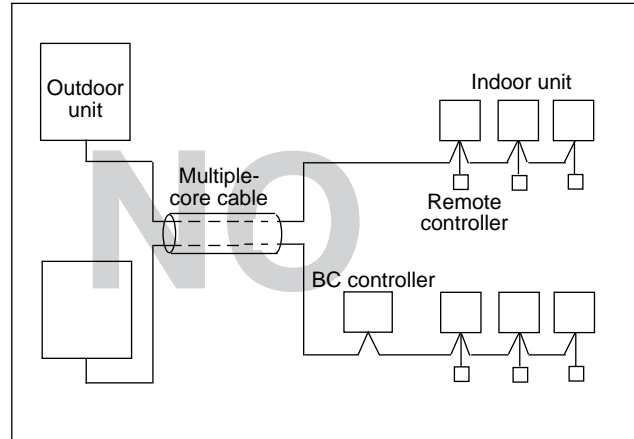 Outdoor
unit
Indoor unit
NO
Multiple-
core cable
Remote
controller
BC controller